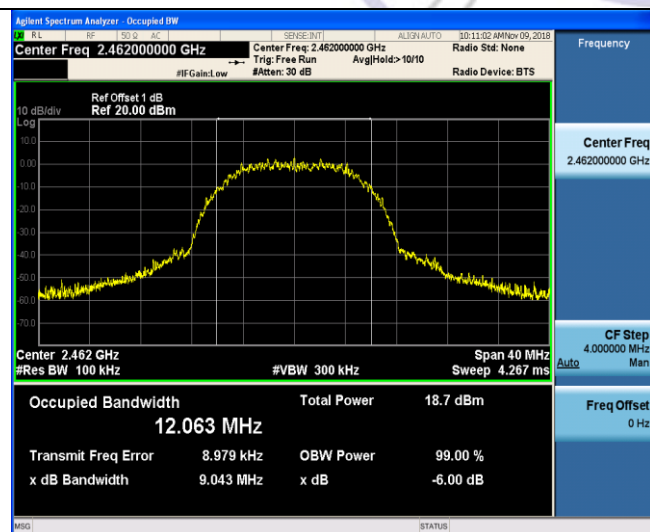 Agilent Spectrum Analyzer - Occupied BW
RL RF 50 Ω AC SENSE:INT ALIGN AUTO 10:11:02 AM Nov 09, 2018
Center Freq 2.462000000 GHz
Center Freq: 2.462000000 GHz
Radio Std: None
Trig: Free Run Avg|Hold:>10/10
#IFGain:Low #Atten: 30 dB Radio Device: BTS
Frequency
Ref Offset 1 dB
10 dB/div Ref 20.00 dBm
Log
10.0
0.00
-10.0
-20.0
-30.0
-40.0
-50.0
-60.0
-70.0
Center 2.462 GHz Span 40 MHz
#Res BW 100 kHz #VBW 300 kHz Sweep 4.267 ms
Occupied Bandwidth Total Power 18.7 dBm
12.063 MHz
Transmit Freq Error 8.979 kHz OBW Power 99.00 %
x dB Bandwidth 9.043 MHz x dB -6.00 dB
Center Freq
2.462000000 GHz
CF Step
4.000000 MHz
Auto Man
Freq Offset
0 Hz
MSG STATUS